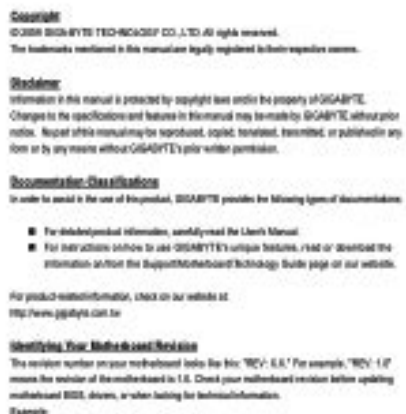 Copyright
© 2009 GIGA-BYTE TECHNOLOGY CO., LTD. All rights reserved.
The trademarks mentioned in this manual are legally registered to their respective owners.
Disclaimer
Information in this manual is protected by copyright laws and is the property of GIGABYTE.
Changes to the specifications and features in this manual may be made by GIGABYTE without prior
notice. No part of this manual may be reproduced, copied, translated, transmitted, or published in any
form or by any means without GIGABYTE's prior written permission.
Documentation Classifications
In order to assist in the use of this product, GIGABYTE provides the following types of documentations:
■ For detailed product information, carefully read the User's Manual.
■ For instructions on how to use GIGABYTE's unique features, read or download the
information on/from the Support\Motherboard\Technology Guide page on our website.
For product-related information, check on our website at:
http://www.gigabyte.com.tw
Identifying Your Motherboard Revision
The revision number on your motherboard looks like this: "REV: X.X." For example, "REV: 1.0"
means the revision of the motherboard is 1.0. Check your motherboard revision before updating
motherboard BIOS, drivers, or when looking for technical information.
Example: